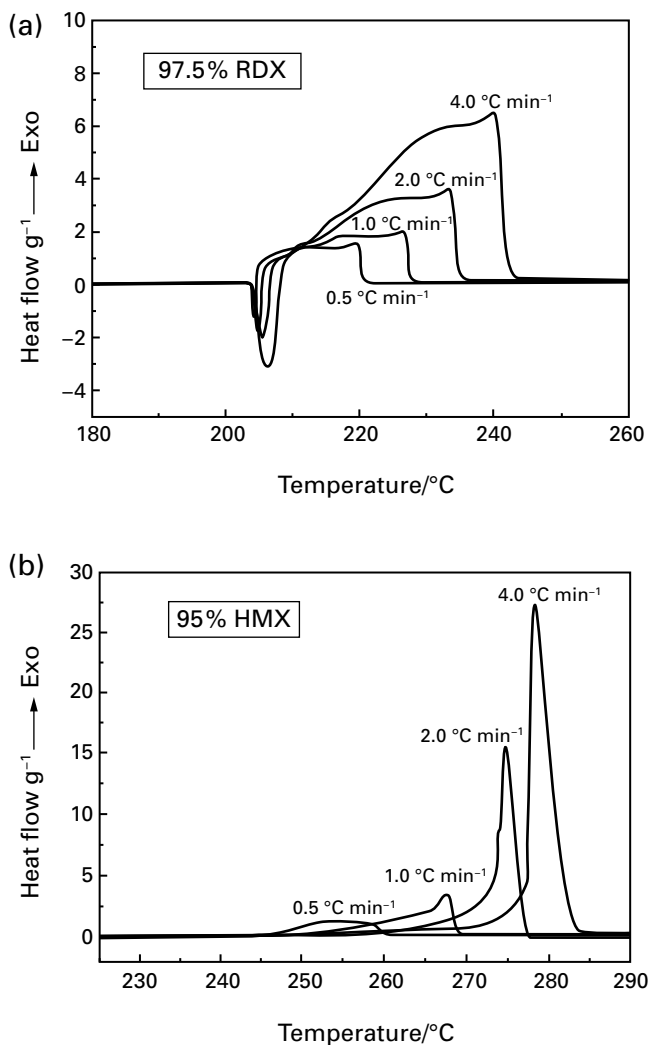 (a)
10
8
6
4
2
0
−2
−4
97.5% RDX
4.0 °C min⁻¹
2.0 °C min⁻¹
1.0 °C min⁻¹
0.5 °C min⁻¹
Heat flow g⁻¹ ⟶ Exo
180 200 220 240 260
Temperature/°C
(b)
30
25
20
15
10
5
0
95% HMX
4.0 °C min⁻¹
2.0 °C min⁻¹
1.0 °C min⁻¹
0.5 °C min⁻¹
Heat flow g⁻¹ ⟶ Exo
230 240 250 260 270 280 290
Temperature/°C